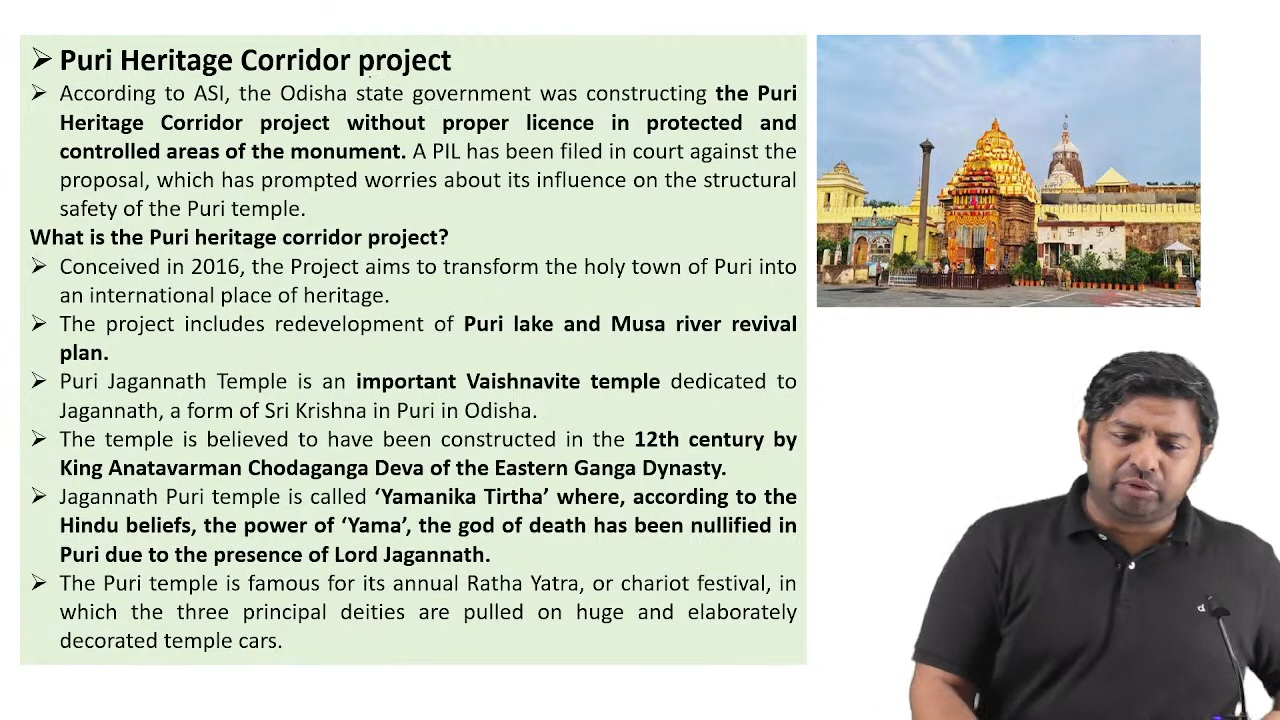 ➢ Puri Heritage Corridor project
➢ According to ASI, the Odisha state government was constructing the Puri
Heritage Corridor project without proper licence in protected and
controlled areas of the monument. A PIL has been filed in court against the
proposal, which has prompted worries about its influence on the structural
safety of the Puri temple.
What is the Puri heritage corridor project?
➢ Conceived in 2016, the Project aims to transform the holy town of Puri into
an international place of heritage.
➢ The project includes redevelopment of Puri lake and Musa river revival
plan.
➢ Puri Jagannath Temple is an important Vaishnavite temple dedicated to
Jagannath, a form of Sri Krishna in Puri in Odisha.
➢ The temple is believed to have been constructed in the 12th century by
King Anatavarman Chodaganga Deva of the Eastern Ganga Dynasty.
➢ Jagannath Puri temple is called ‘Yamanika Tirtha’ where, according to the
Hindu beliefs, the power of ‘Yama’, the god of death has been nullified in
Puri due to the presence of Lord Jagannath.
➢ The Puri temple is famous for its annual Ratha Yatra, or chariot festival, in
which the three principal deities are pulled on huge and elaborately
decorated temple cars.